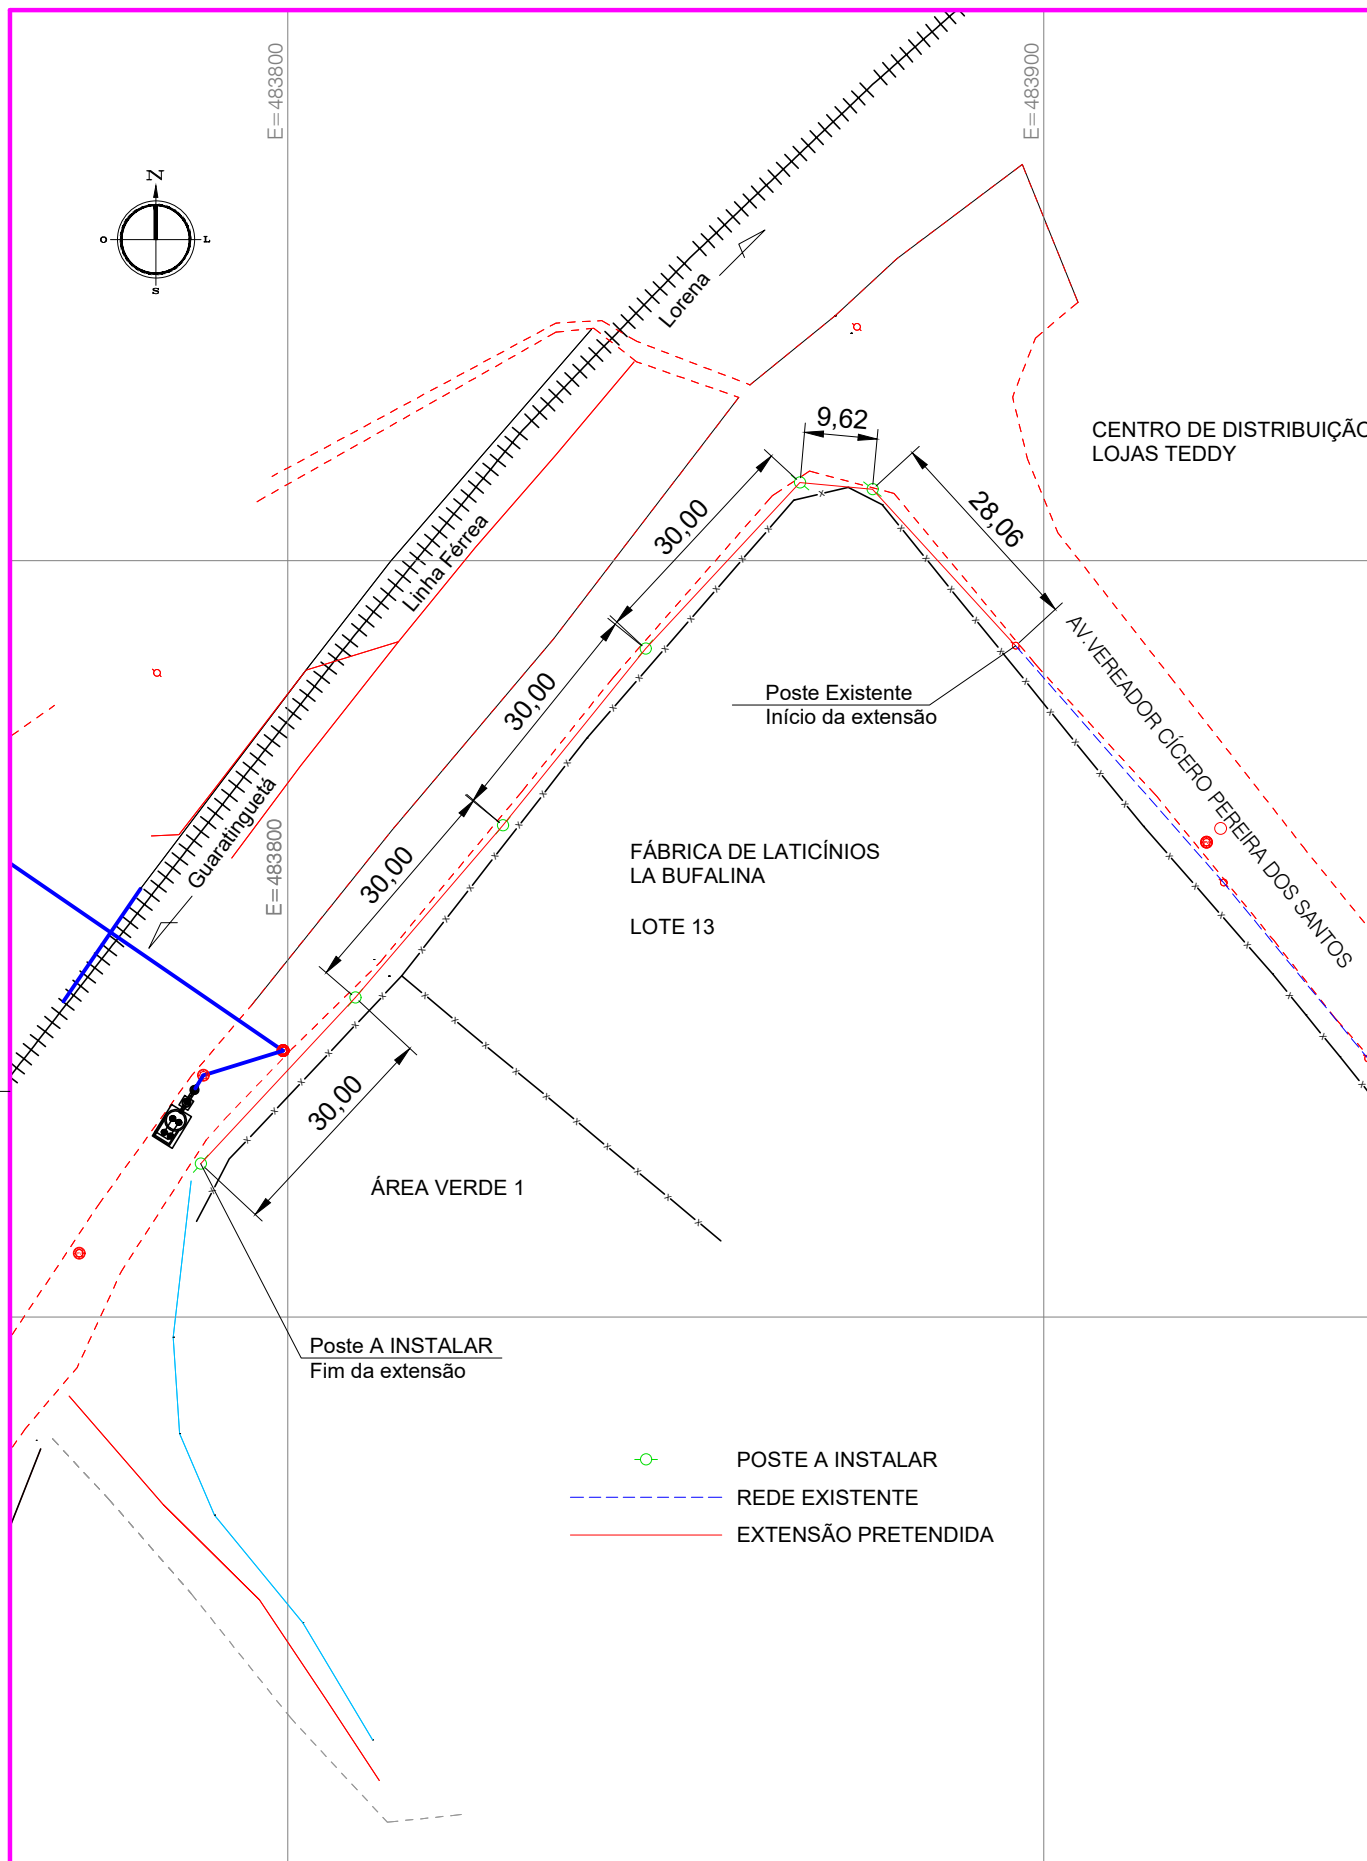 E=483800
E=483900
N
O
L
S
Lorena
9,62
CENTRO DE DISTRIBUIÇÃO
LOJAS TEDDY
30,00
28,06
Linha Férrea
AV.VEREADOR CÍCERO PEREIRA DOS SANTOS
30,00
Poste Existente
Início da extensão
Guaratinguetá
E=483800
30,00
FÁBRICA DE LATICÍNIOS
LA BUFALINA
LOTE 13
30,00
ÁREA VERDE 1
Poste A INSTALAR
Fim da extensão
POSTE A INSTALAR
REDE EXISTENTE
EXTENSÃO PRETENDIDA